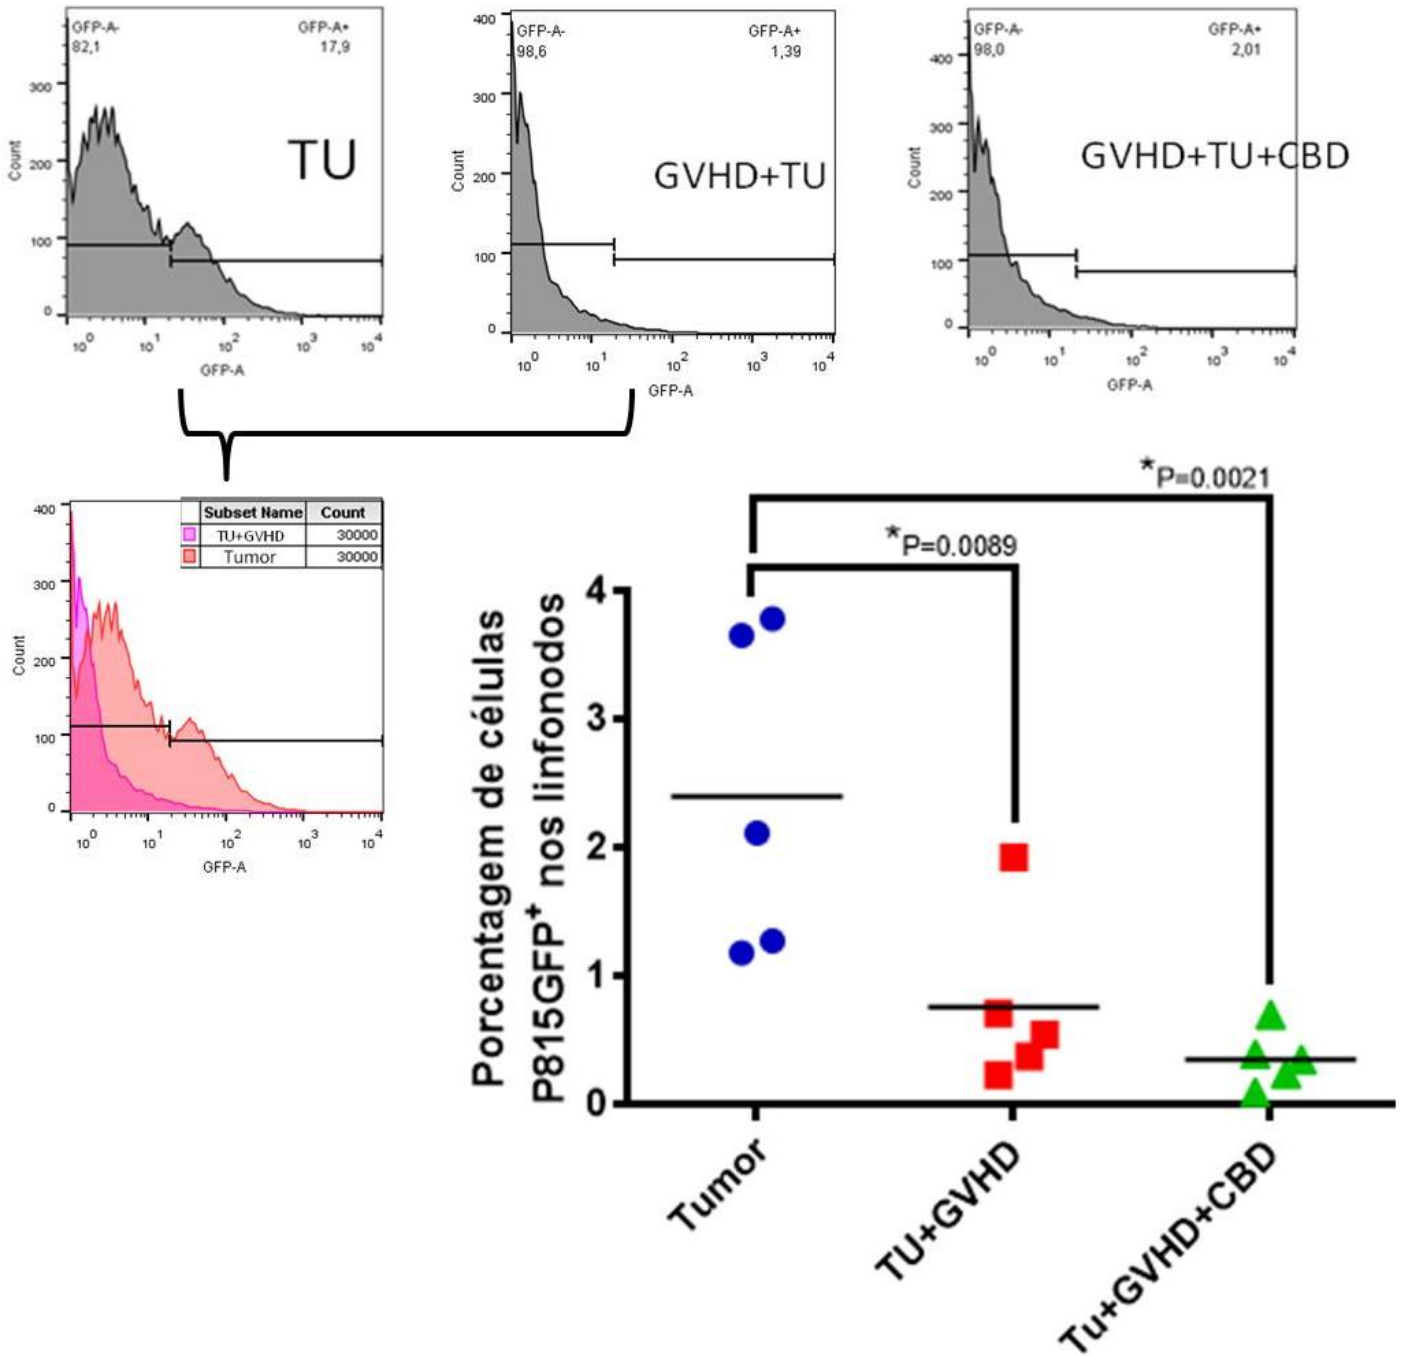 GFP-A-
82,1
GFP-A+
17,9
TU
Count
300
200
100
0
10^0 10^1 10^2 10^3 10^4
GFP-A
400
GFP-A-
98,6
GFP-A+
1,39
GVHD+TU
Count
300
200
100
0
10^0 10^1 10^2 10^3 10^4
GFP-A
GFP-A-
98,0
GFP-A+
2,01
GVHD+TU+CBD
Count
400
300
200
100
0
10^0 10^1 10^2 10^3 10^4
GFP-A
Subset Name Count
TU+GVHD 30000
Tumor 30000
Count
400
300
200
100
0
10^0 10^1 10^2 10^3 10^4
GFP-A
*P=0.0021
*P=0.0089
Porcentagem de células
P815GFP+ nos linfonodos
4
3
2
1
0
Tumor
TU+GVHD
Tu+GVHD+CBD